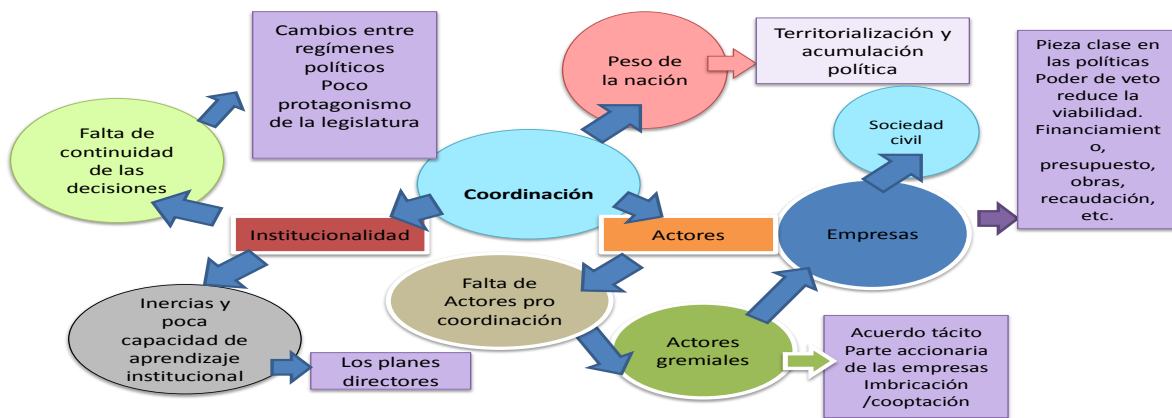 Cambios entre
regímenes
políticos
Poco
protagonismo
de la legislatura
Peso de
la nación
Territorialización y
acumulación
política
Pieza clase en
las políticas
Poder de veto
reduce la
viabilidad.
Financiamient
o,
presupuesto,
obras,
recaudación,
etc.
Falta de
continuidad
de las
decisiones
Sociedad
civil
Coordinación
Institucionalidad
Actores
Empresas
Inercias y
poca
capacidad de
aprendizaje
institucional
Los planes
directores
Falta de
Actores pro
coordinación
Actores
gremiales
Acuerdo tácito
Parte accionaria
de las empresas
Imbricación
/cooptación